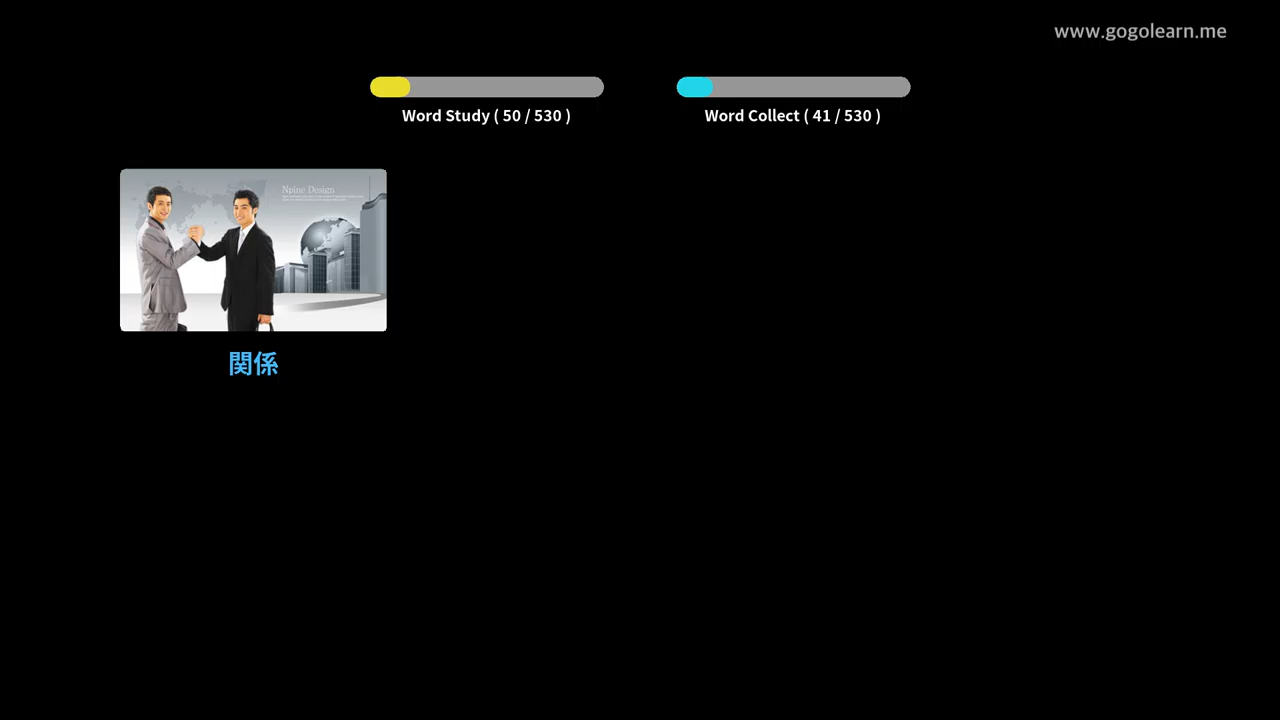 www.gogolearn.me
Word Study ( 50 / 530 )
Word Collect ( 41 / 530 )
Npine Design
関係